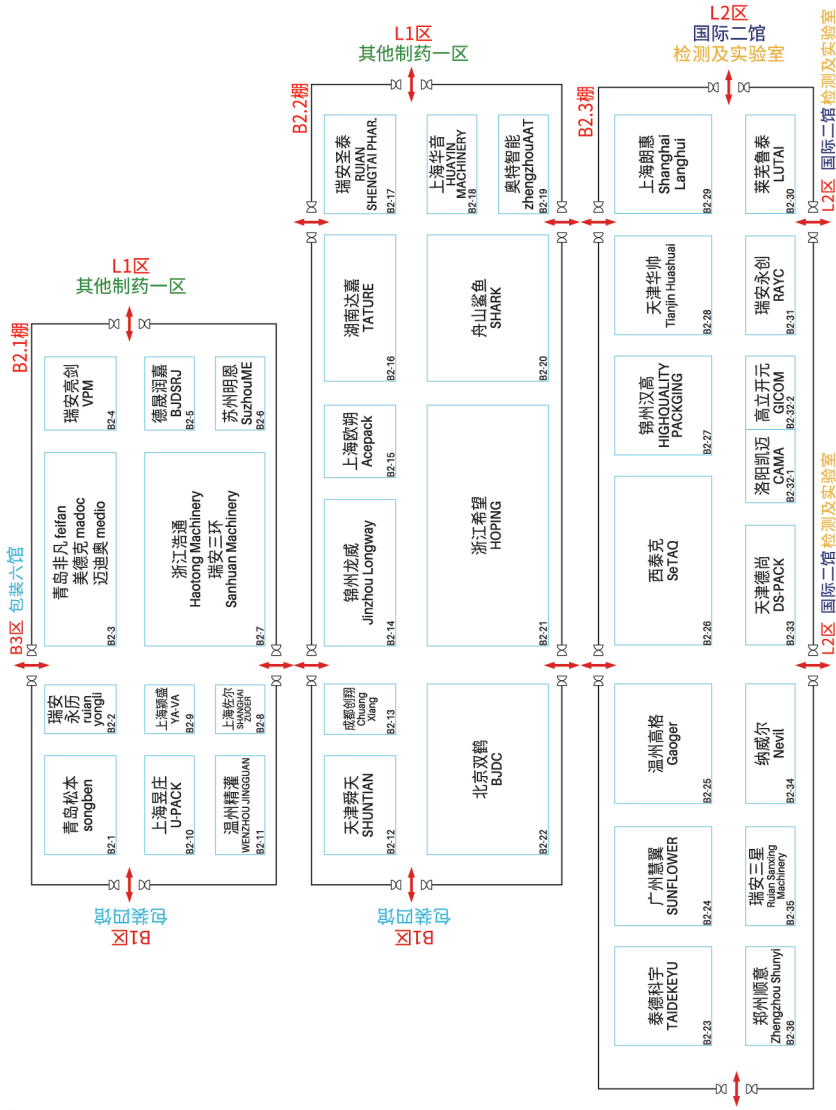 L1区
其他制药一区
L2区
国际二馆
检测及实验室
B2.2棚
B2.3棚
L2区 国际二馆 检测及实验室
瑞安圣泰
RUIAN
SHENGTAI PHAR.
B2-17
上海华音
HUAYIN
MACHINERY
B2-18
奥特智能
zhengzhouAAT
B2-19
上海朗惠
Shanghai
Langhui
B2-29
莱芜鲁泰
LUTAI
B2-30
L1区
其他制药一区
B2.1棚
湖南达嘉
TATURE
B2-16
舟山鲨鱼
SHARK
B2-20
天津华帅
Tianjin Huashuai
B2-28
瑞安永创
RAYC
B2-31
瑞安亮剑
VPM
B2-4
德晟润嘉
BJDSRJ
B2-5
苏州明恩
SuzhouME
B2-6
上海欧朔
Acepack
B2-15
浙江希望
HOPING
B2-21
锦州汉高
HIGHQUALITY
PACKGING
B2-27
高立开元
GICOM
B2-32-2
洛阳凯迈
CAMA
B2-32-1
B3区 包装六馆
青岛非凡 feifen
美德克 madoc
迈迪奥 medio
B2-3
浙江浩通
Haotong Machinery
瑞安三环
Sanhuan Machinery
B2-7
锦州龙威
Jinzhou Longway
B2-14
西泰克
SeTAQ
B2-26
天津德尚
DS-PACK
B2-33
L2区 国际二馆 检测及实验室
瑞安
永历
ruian
yongli
B2-2
上海颖盛
YA-VA
B2-9
上海佐尔
SHANGHAI
ZUOER
B2-8
成都创翔
Chuang
Xiang
B2-13
北京双鹤
BJDC
B2-22
温州高格
Gaoger
B2-25
纳威尔
Nevil
B2-34
青岛松本
songben
B2-1
上海昱庄
U-PACK
B2-10
温州精灌
WENZHOU JINGGUAN
B2-11
天津舜天
SHUNTIAN
B2-12
广州慧翼
SUNFLOWER
B2-24
瑞安三星
Ruian Sanxing
Machinery
B2-35
B1区
包装四馆
B1区
包装四馆
泰德科宇
TAIDEKEYU
B2-23
郑州顺意
Zhengzhou Shunyi
B2-36